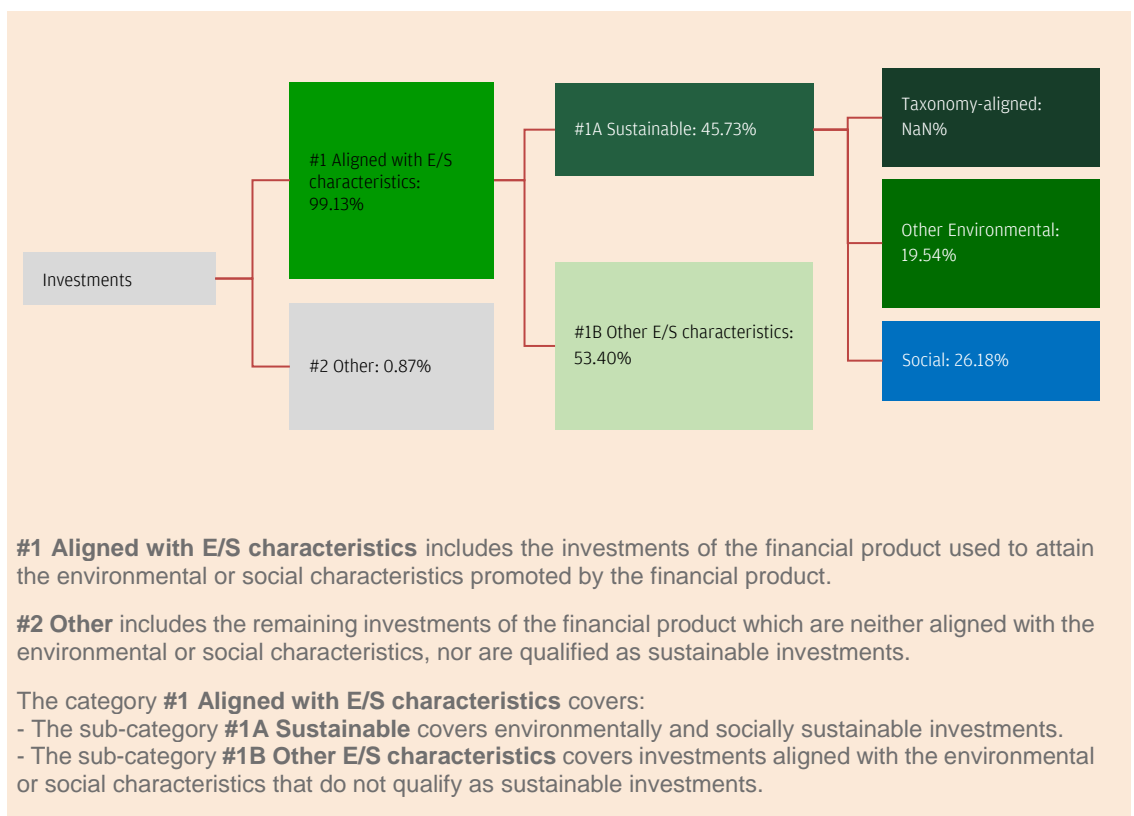 Investments
#1 Aligned with E/S
characteristics:
99.13%
#2 Other: 0.87%
#1A Sustainable: 45.73%
#1B Other E/S characteristics:
53.40%
Taxonomy-aligned:
NaN%
Other Environmental:
19.54%
Social: 26.18%
#1 Aligned with E/S characteristics includes the investments of the financial product used to attain
the environmental or social characteristics promoted by the financial product.
#2 Other includes the remaining investments of the financial product which are neither aligned with the
environmental or social characteristics, nor are qualified as sustainable investments.
The category #1 Aligned with E/S characteristics covers:
- The sub-category #1A Sustainable covers environmentally and socially sustainable investments.
- The sub-category #1B Other E/S characteristics covers investments aligned with the environmental
or social characteristics that do not qualify as sustainable investments.